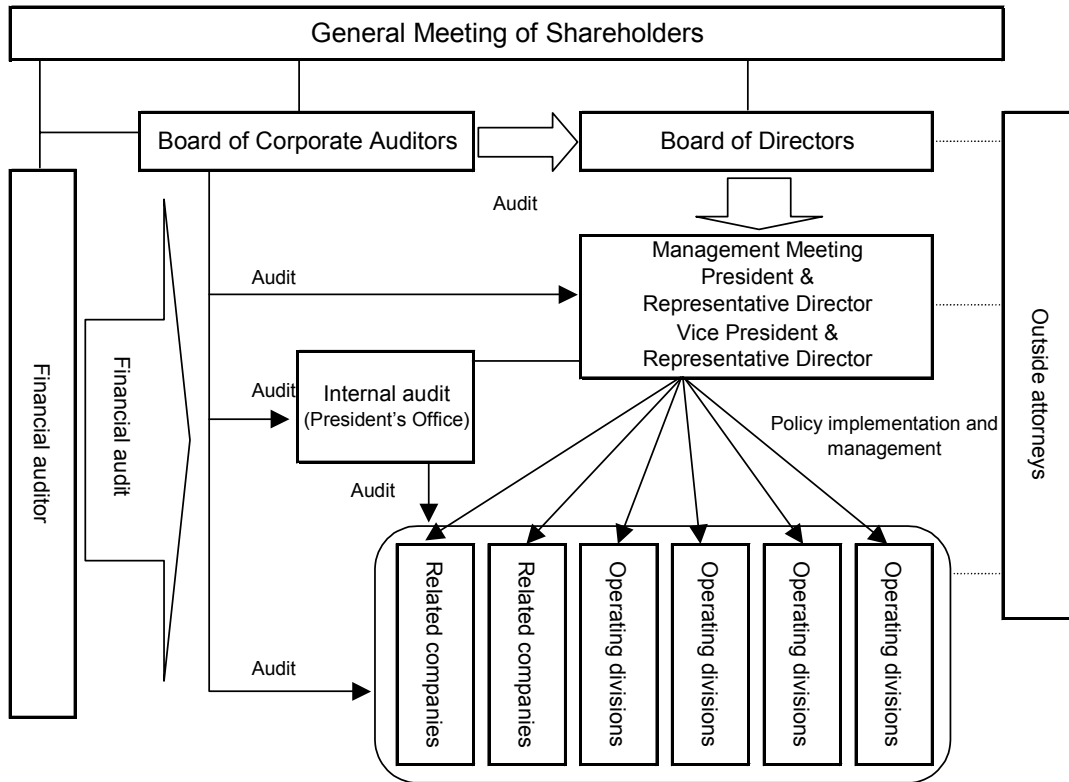 General Meeting of Shareholders
Board of Corporate Auditors
Board of Directors
Audit
Management Meeting
President &
Representative Director
Vice President &
Representative Director
Audit
Audit
Internal audit
(President's Office)
Policy implementation and
management
Audit
Financial auditor
Financial audit
Outside attorneys
Related companies
Related companies
Operating divisions
Operating divisions
Operating divisions
Operating divisions
Audit